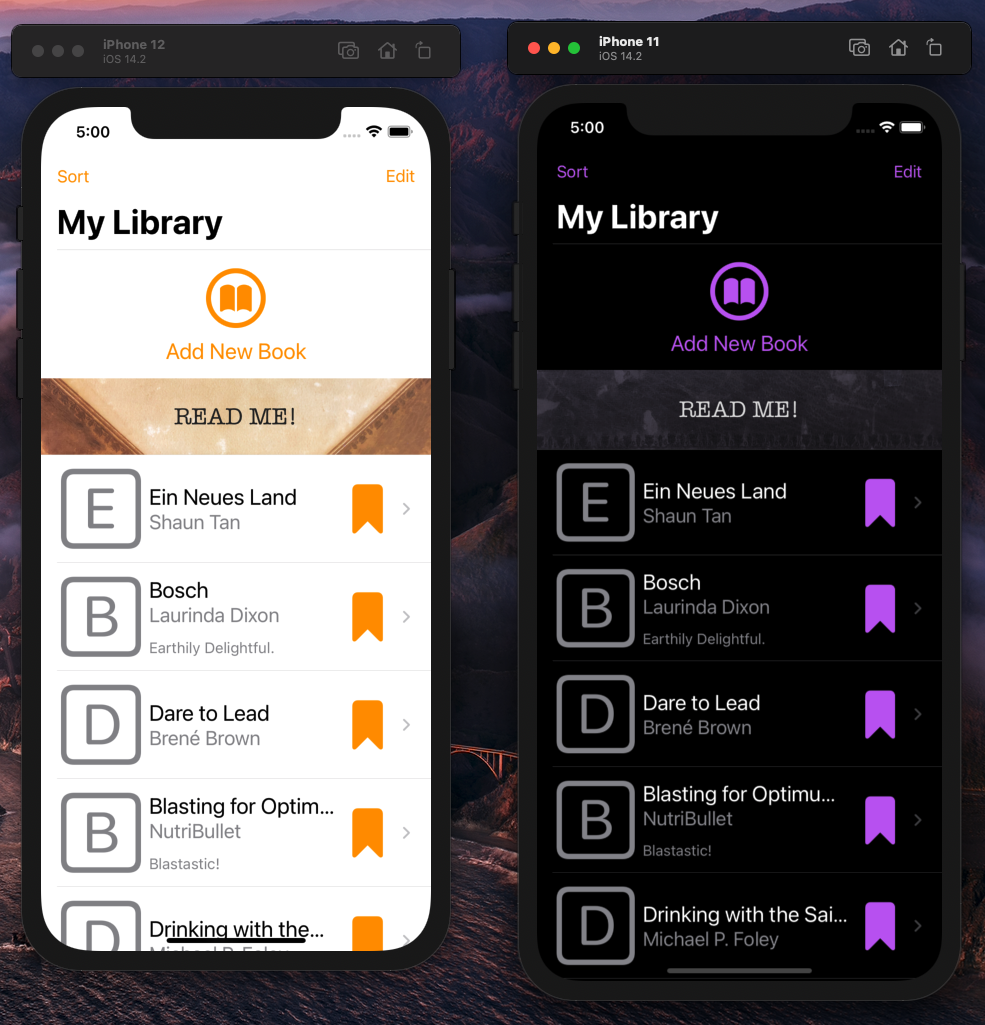 iPhone 12
iOS 14.2
5:00
Sort
Edit
My Library
Add New Book
READ ME!
E
Ein Neues Land
Shaun Tan
B
Bosch
Laurinda Dixon
Earthily Delightful.
D
Dare to Lead
Brené Brown
B
Blasting for Optim...
NutriBullet
Blastastic!
D
Drinking with the...
Michael P. Foley
iPhone 11
iOS 14.2
5:00
Sort
Edit
My Library
Add New Book
READ ME!
E
Ein Neues Land
Shaun Tan
B
Bosch
Laurinda Dixon
Earthily Delightful.
D
Dare to Lead
Brené Brown
B
Blasting for Optimu...
NutriBullet
Blastastic!
D
Drinking with the Sai...
Michael P. Foley